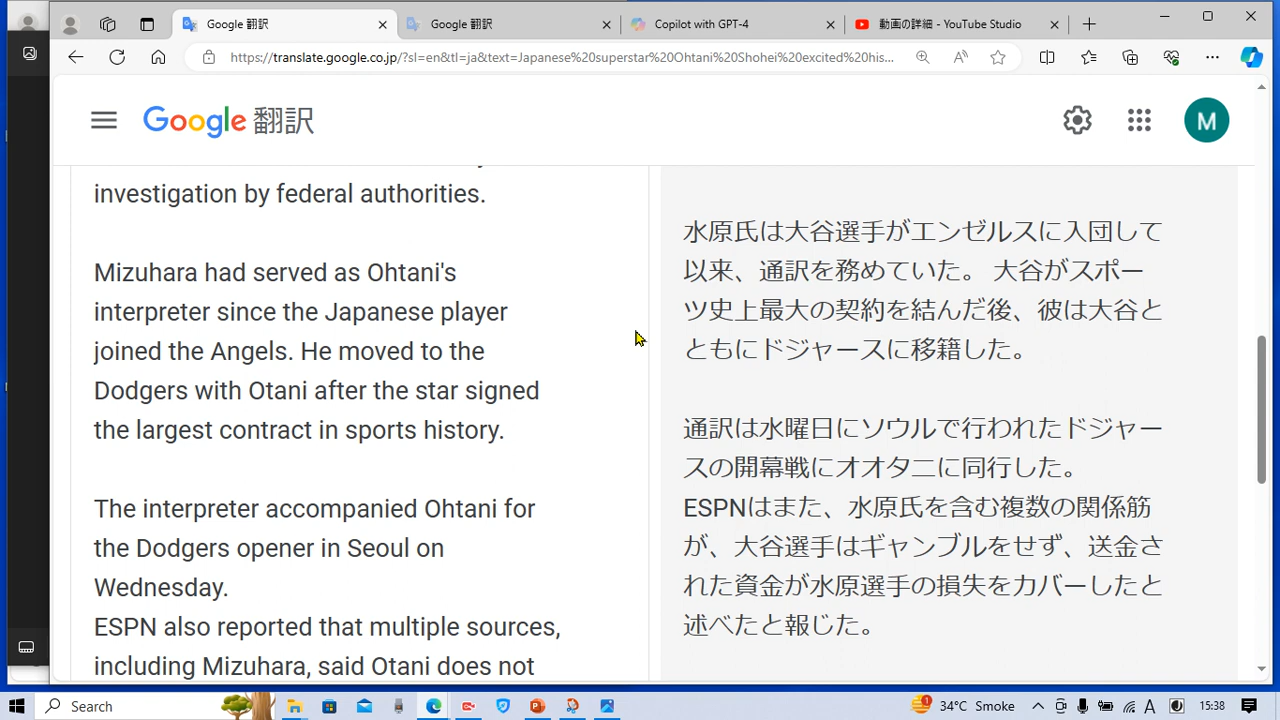 Google 翻訳
Google 翻訳
Copilot with GPT-4
動画の詳細 - YouTube Studio
https://translate.google.co.jp/?sl=en&tl=ja&text=Japanese%20superstar%20Ohtani%20Shohei%20excited%20his...
Google 翻訳
M
investigation by federal authorities.
Mizuhara had served as Ohtani's
interpreter since the Japanese player
joined the Angels. He moved to the
Dodgers with Otani after the star signed
the largest contract in sports history.
The interpreter accompanied Ohtani for
the Dodgers opener in Seoul on
Wednesday.
ESPN also reported that multiple sources,
including Mizuhara, said Otani does not
水原氏は大谷選手がエンゼルスに入団して
以来、通訳を務めていた。 大谷がスポー
ツ史上最大の契約を結んだ後、彼は大谷と
ともにドジャースに移籍した。
通訳は水曜日にソウルで行われたドジャー
スの開幕戦にオオタニに同行した。
ESPNはまた、水原氏を含む複数の関係筋
が、大谷選手はギャンブルをせず、送金さ
れた資金が水原選手の損失をカバーしたと
述べたと報じた。
Search
1
34°C Smoke
A
15:38